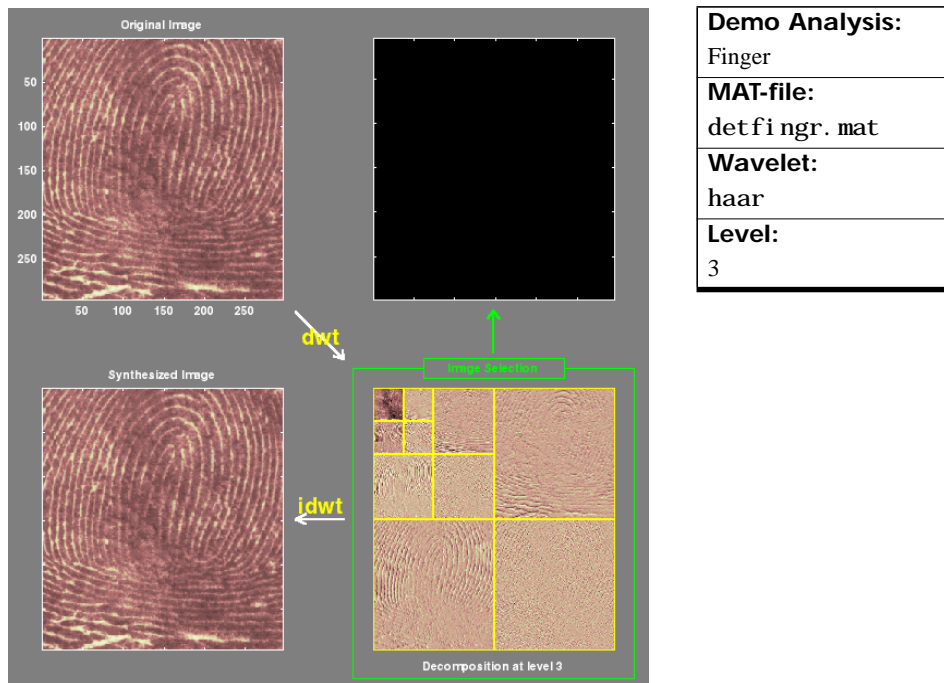 Original Image
50
100
150
200
250
50 100 150 200 250
dwt
Synthesized Image
Image Selection
idwt
Decomposition at level 3
Demo Analysis:
Finger
MAT-file:
detfingr.mat
Wavelet:
haar
Level:
3